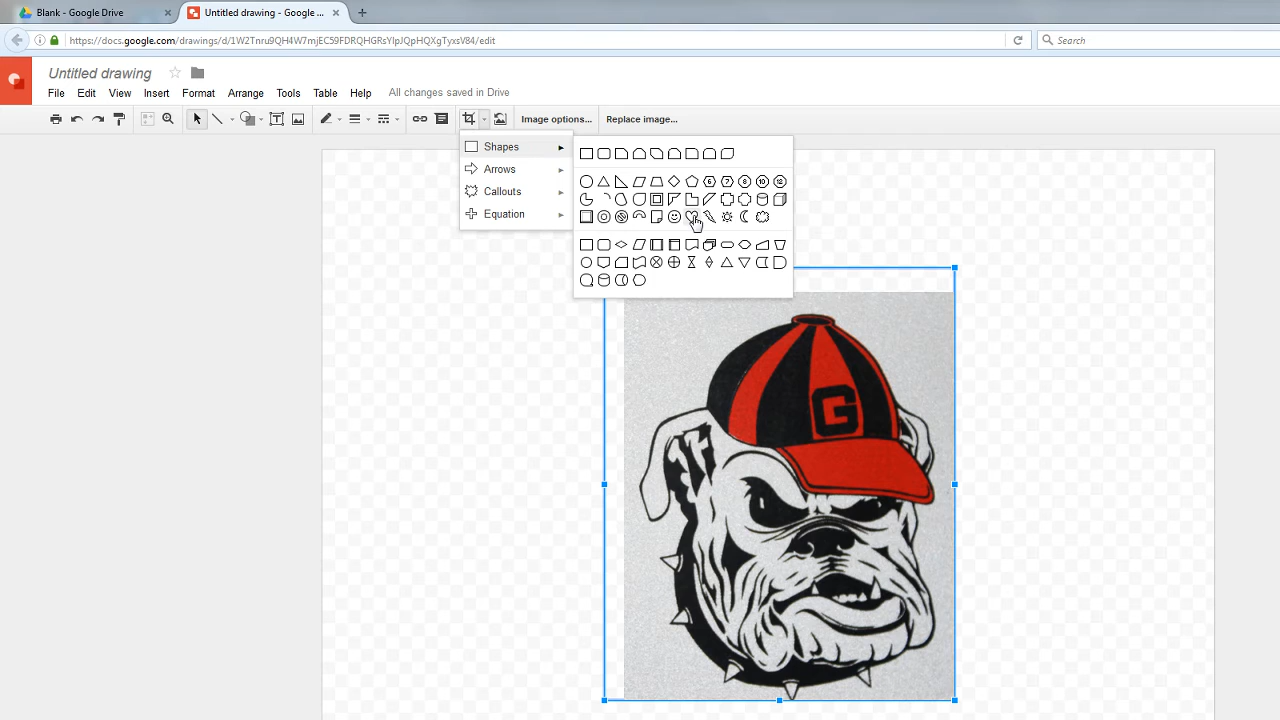 Blank - Google Drive × Untitled drawing - Google ... × +
https://docs.google.com/drawings/d/1W2Tnru9QH4W7mjEC59FDRQHGRsYlpJQpHQXgTyxsV84/edit Search
Untitled drawing
File Edit View Insert Format Arrange Tools Table Help All changes saved in Drive
Image options... Replace image...
Shapes
Arrows
Callouts
Equation
G